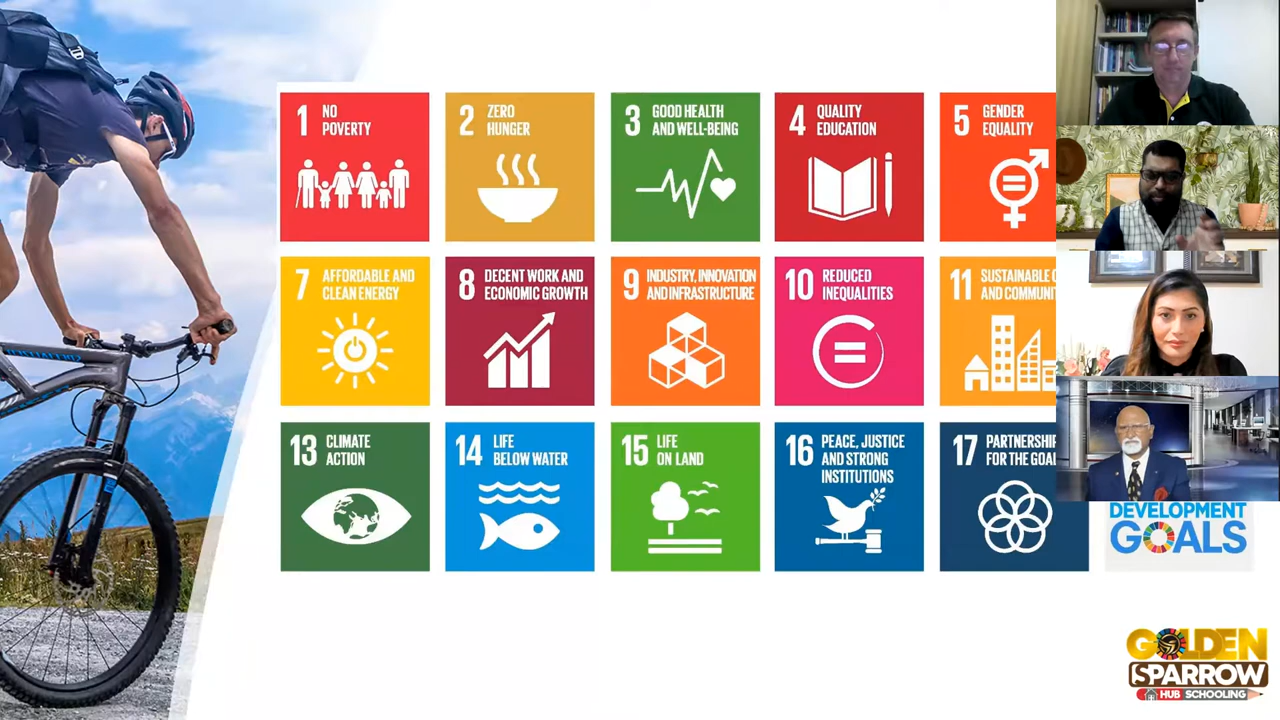 1 NO
POVERTY
2 ZERO
HUNGER
3 GOOD HEALTH
AND WELL-BEING
4 QUALITY
EDUCATION
5 GENDER
EQUALITY
7 AFFORDABLE AND
CLEAN ENERGY
8 DECENT WORK AND
ECONOMIC GROWTH
9 INDUSTRY, INNOVATION
AND INFRASTRUCTURE
10 REDUCED
INEQUALITIES
11 SUSTAINABLE
AND
13 CLIMATE
ACTION
14 LIFE
BELOW WATER
15 LIFE
ON LAND
16 PEACE, JUSTICE
AND STRONG
INSTITUTIONS
17
FOR THE
DEVELOPMENT
GOALS
GOLDEN
SPARROW
HUB SCHOOLING